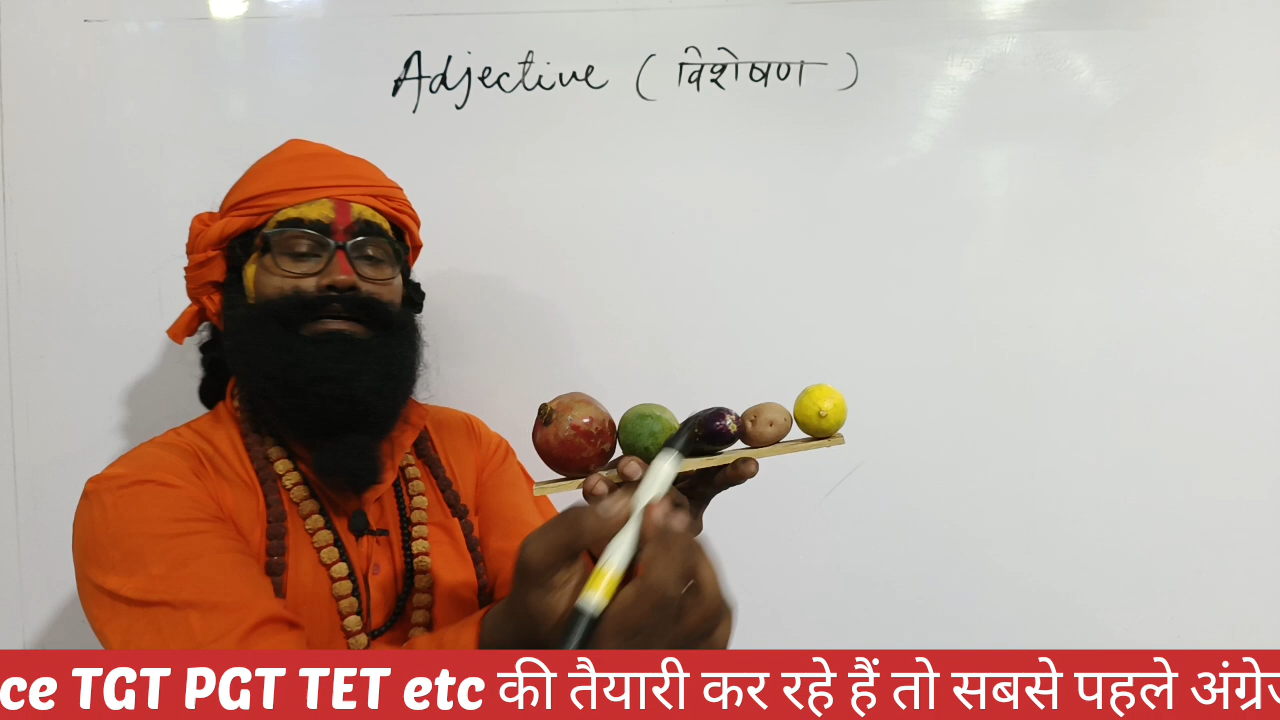 Adjective ( विशेषण )
ce TGT PGT TET etc की तैयारी कर रहे हैं तो सबसे पहले